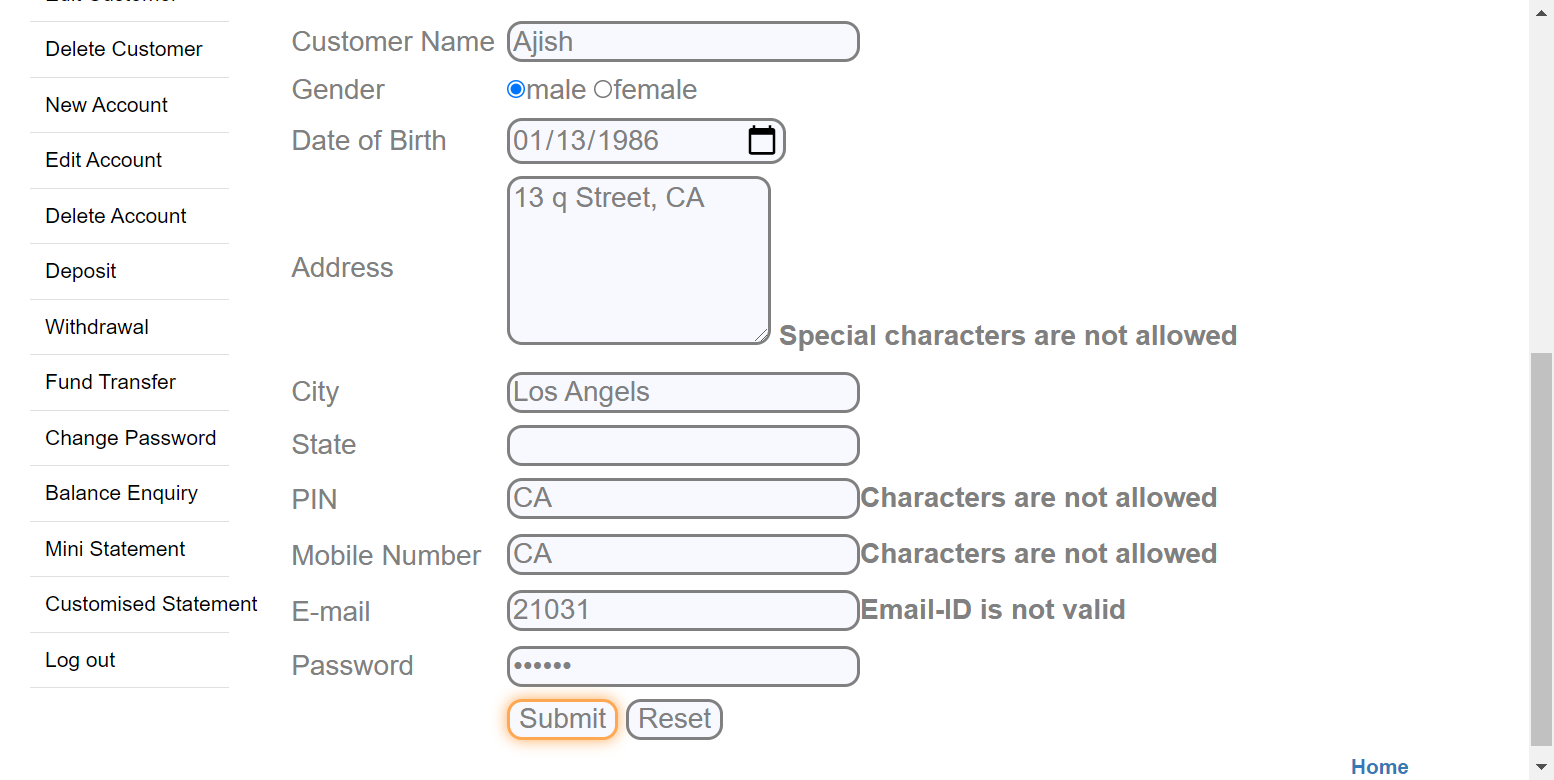 Delete Customer
New Account
Edit Account
Delete Account
Deposit
Withdrawal
Fund Transfer
Change Password
Balance Enquiry
Mini Statement
Customised Statement
Log out
Customer Name Ajish
Gender male female
Date of Birth 01/13/1986
Address 13 q Street, CA
Special characters are not allowed
City Los Angels
State
PIN CA Characters are not allowed
Mobile Number CA Characters are not allowed
E-mail 21031 Email-ID is not valid
Password ••••••
Submit Reset
Home